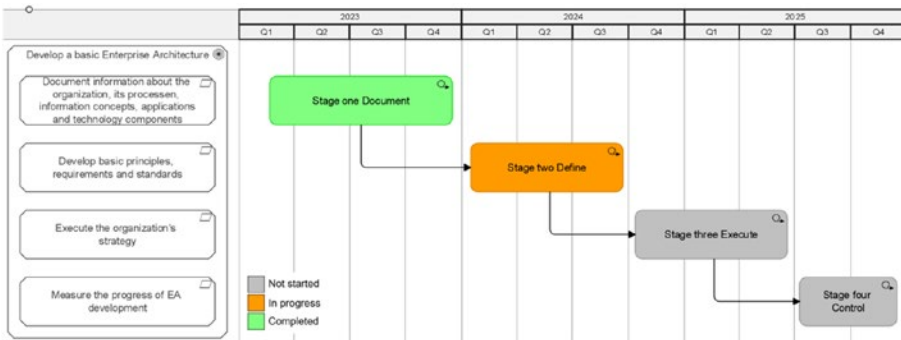 2023 2024 2025
Q1 Q2 Q3 Q4 Q1 Q2 Q3 Q4 Q1 Q2 Q3 Q4
Develop a basic Enterprise Architecture
Document information about the
organization, its processen,
information concepts, applications
and technology components
Stage one Document
Develop basic principles,
requirements and standards
Stage two Define
Execute the organization's
strategy
Stage three Execute
Measure the progress of EA
development
Stage four
Control
Not started
In progress
Completed